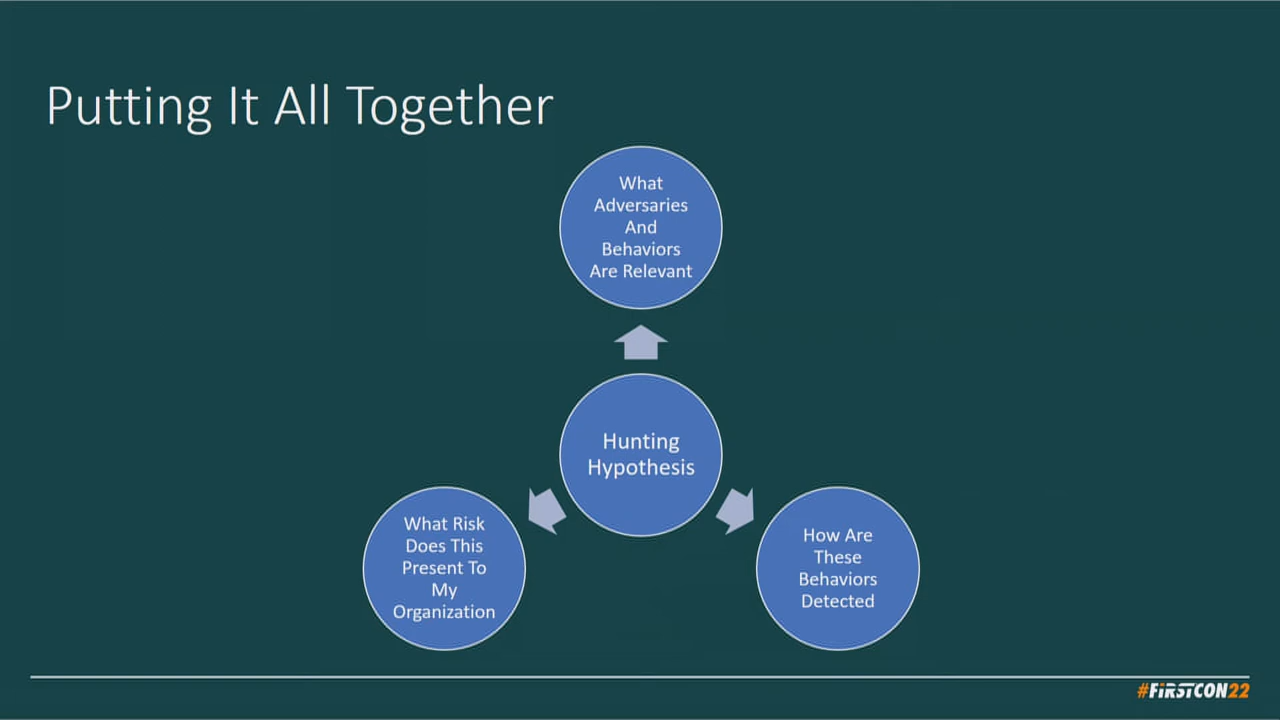 Putting It All Together
What
Adversaries
And
Behaviors
Are Relevant
Hunting
Hypothesis
What Risk
Does This
Present To
My
Organization
How Are
These
Behaviors
Detected
#FiRSTCON22